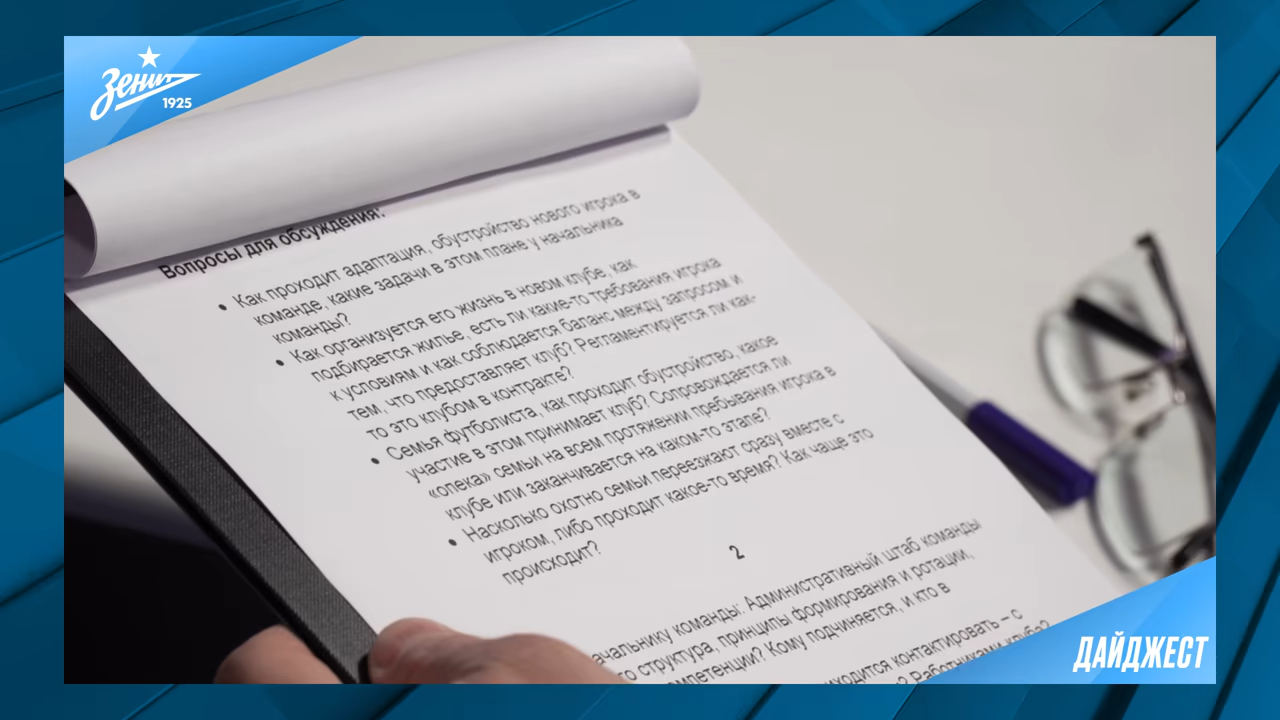 Зенит
1925
Вопросы для обсуждения:
• Как проходит адаптация, обустройство нового игрока в
команде, какие задачи в этом плане у начальника
команды?
• Как организуется его жизнь в новом клубе, как
подбирается жилье, есть ли какие-то требования игрока
к условиям и как соблюдается баланс между запросом и
тем, что предоставляет клуб? Регламентируется ли как-
то это клубом в контракте?
• Семья футболиста, как проходит обустройство, какое
участие в этом принимает клуб? Сопровождается ли
«опека» семьи на всем протяжении пребывания игрока в
клубе или заканчивается на каком-то этапе?
• Насколько охотно семьи переезжают сразу вместе с
игроком, либо проходит какое-то время? Как чаще это
происходит?
2
команды: Административный штаб команды
структура, принципы формирования и ротации,
Кому подчиняется, и кто в
контактировать – с
Работниками клуба?
ДАЙДЖЕСТ